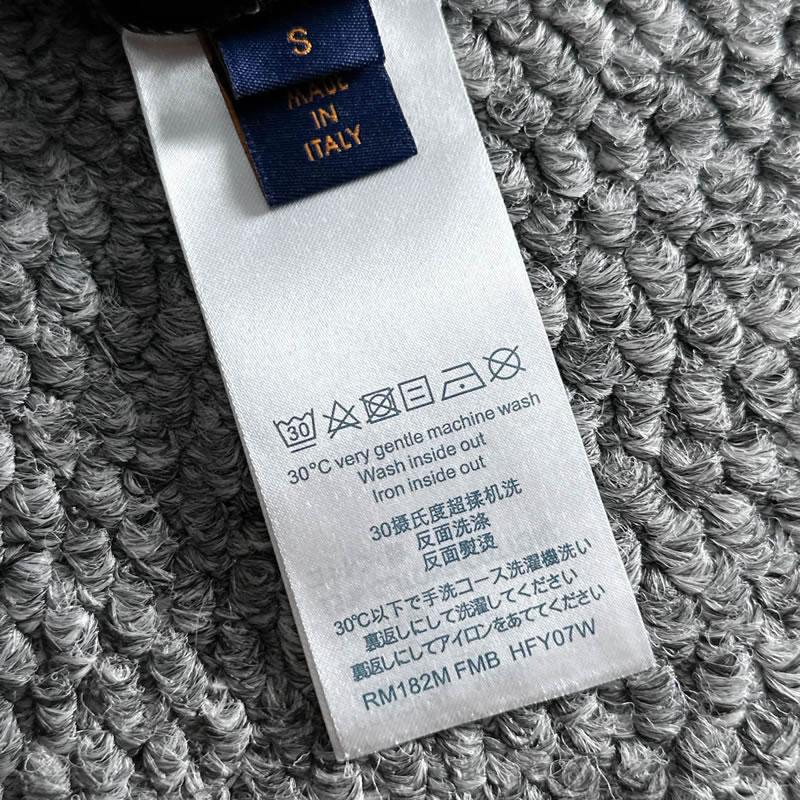 S
MADE
IN
ITALY
30
30°C very gentle machine wash
Wash inside out
Iron inside out
30摄氏度超揉机洗
反面洗涤
反面熨烫
30℃以下で手洗コース洗濯機洗い
裏返しにして洗濯してください
裏返しにしてアイロンをあててください
RM182M FMB HFY07W